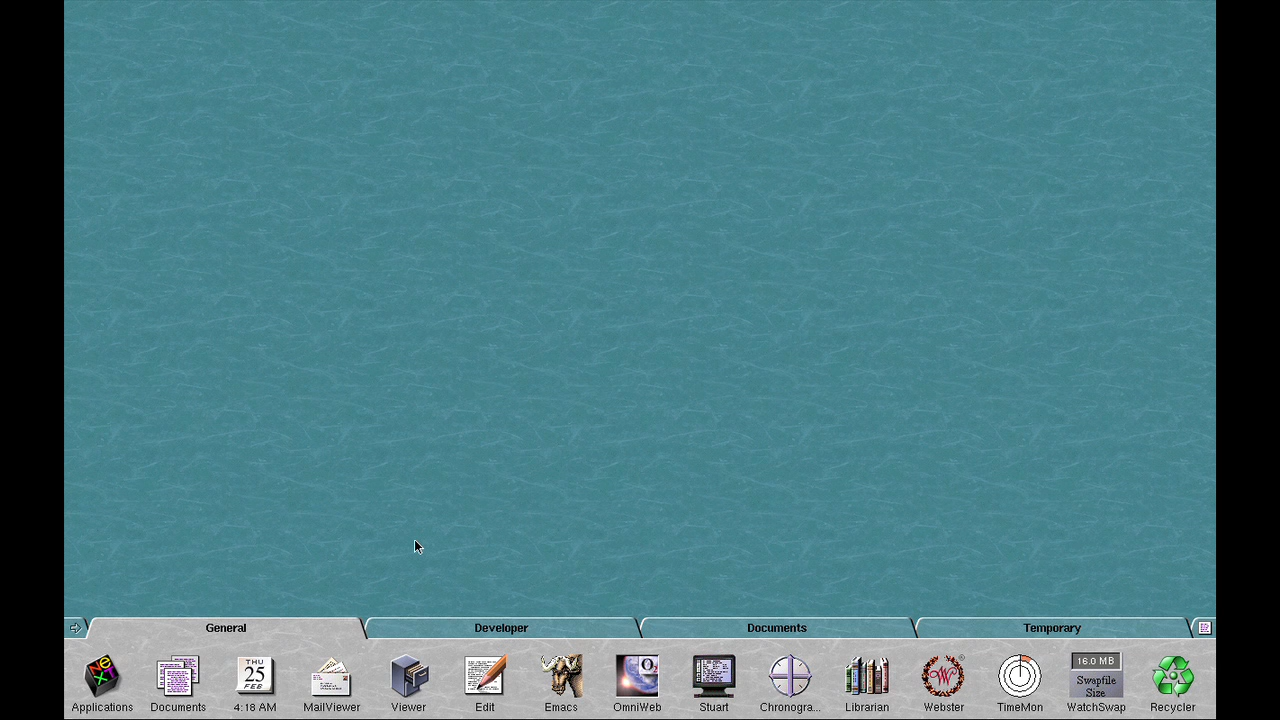 General Developer Documents Temporary
NeXT
THU
25
FEB
O
W
16.0 MB
Swapfile
Size
Applications Documents 4:18 AM MailViewer Viewer Edit Emacs OmniWeb Stuart Chronogra... Librarian Webster TimeMon WatchSwap Recycler